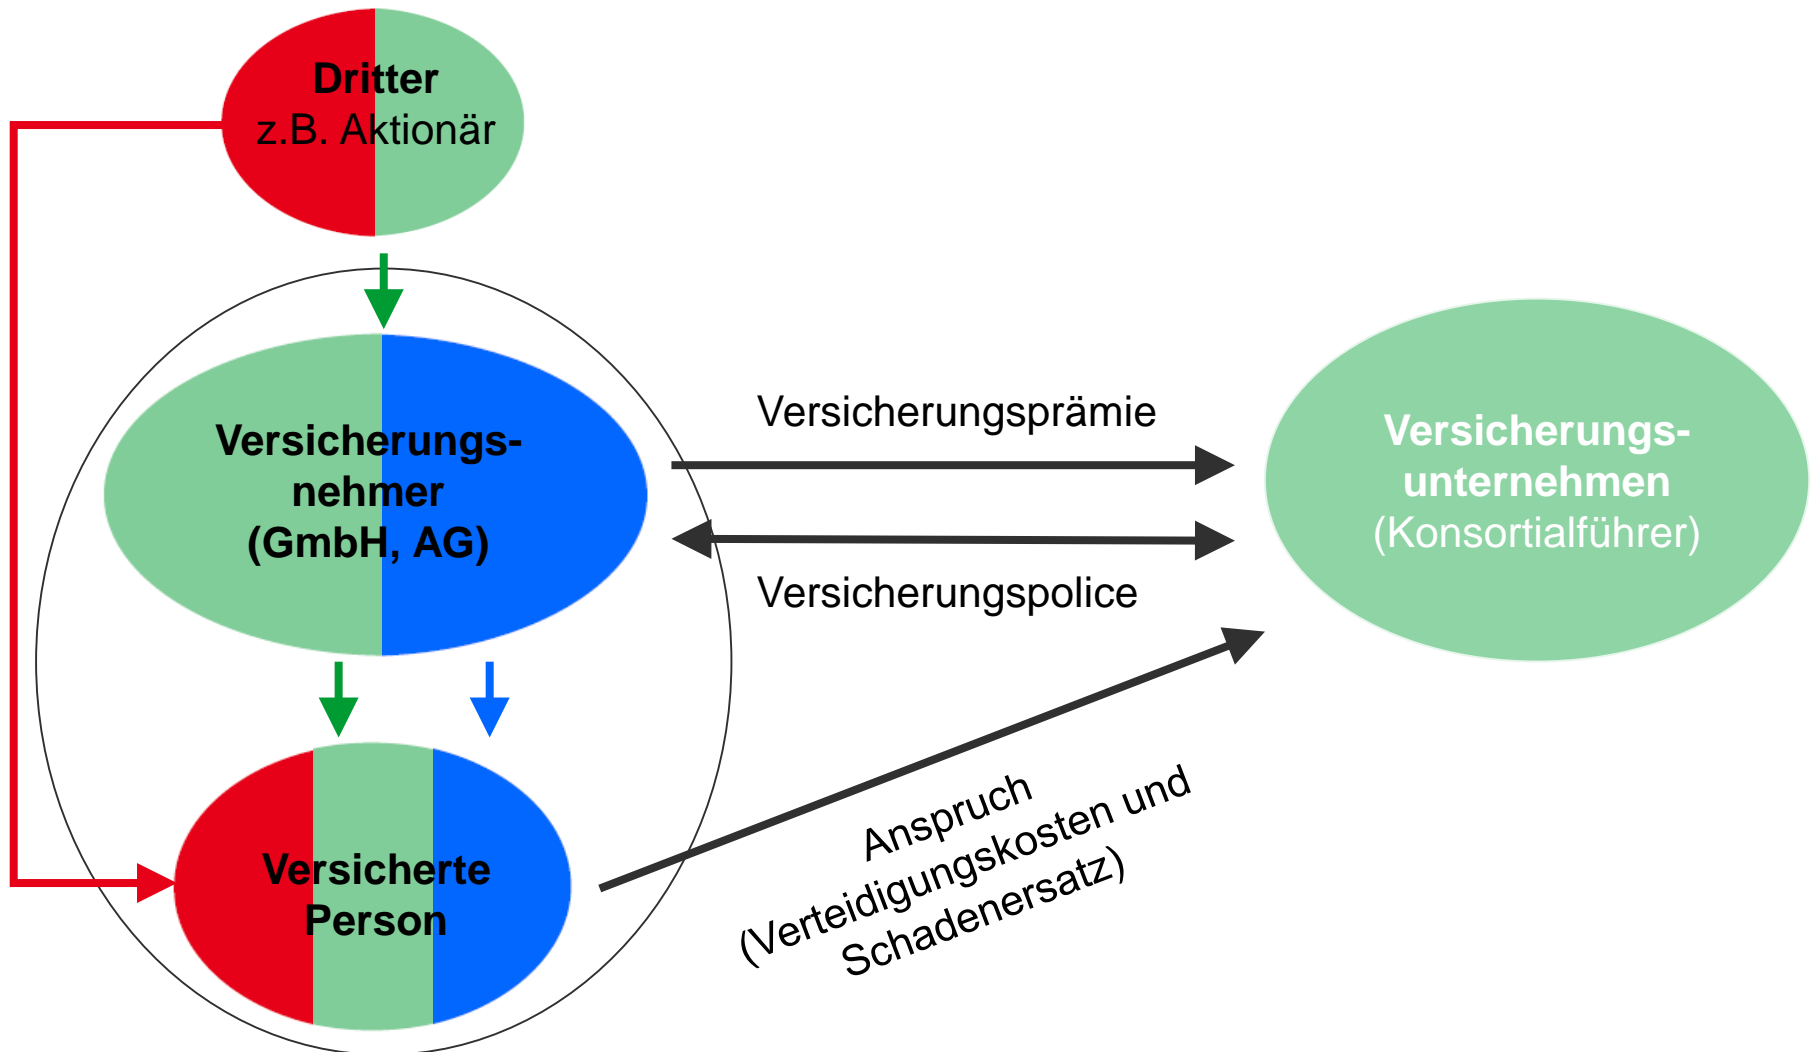 Dritter
z.B. Aktionär
Versicherungs-
nehmer
(GmbH, AG)
Versicherungsprämie
Versicherungspolice
Versicherungs-
unternehmen
(Konsortialführer)
Versicherte
Person
Anspruch
(Verteidigungskosten und
Schadenersatz)